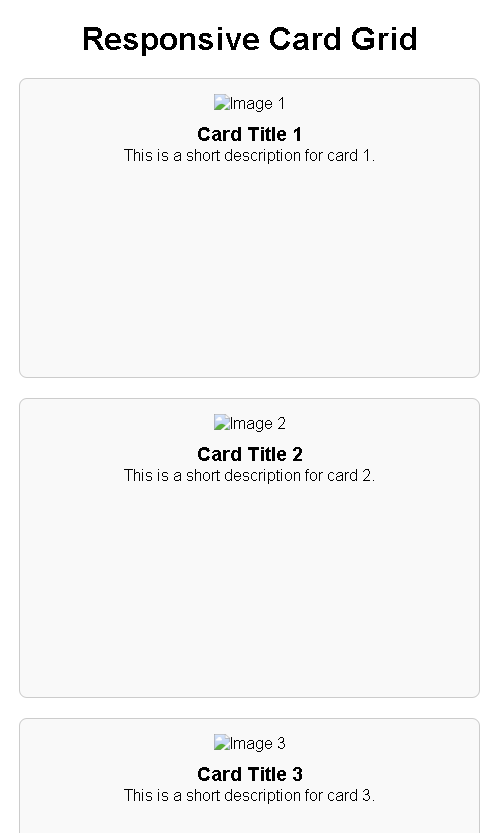 Responsive Card Grid
Image 1
Card Title 1
This is a short description for card 1.
Image 2
Card Title 2
This is a short description for card 2.
Image 3
Card Title 3
This is a short description for card 3.